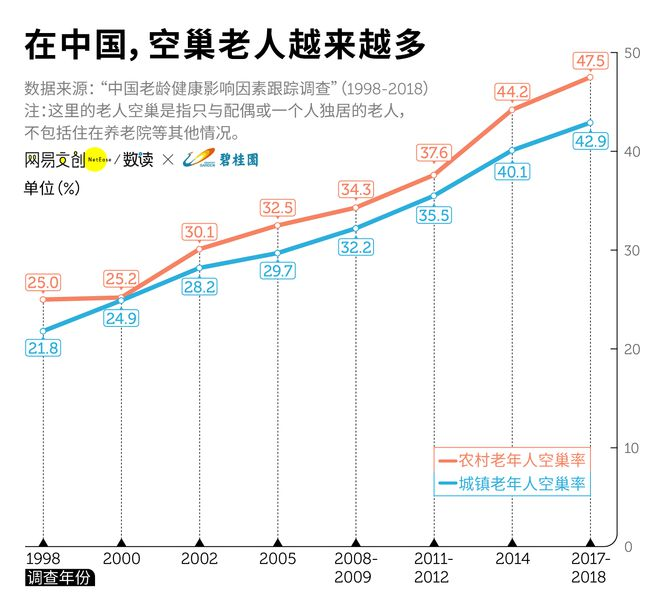 在中国，空巢老人越来越多
数据来源：“中国老龄健康影响因素跟踪调查”（1998-2018）
注：这里的老人空巢是指只与配偶或一个人独居的老人，
不包括住在养老院等其他情况。
网易文创 NetEase / 数读 × 碧桂园
单位（%）
50
47.5
44.2
42.9
40
37.6
40.1
34.3
35.5
32.5
30.1
32.2
30
29.7
25.0
25.2
28.2
24.9
21.8
20
10
农村老年人空巢率
城镇老年人空巢率
0
1998 2000 2002 2005 2008-2009 2011-2012 2014 2017-2018
调查年份